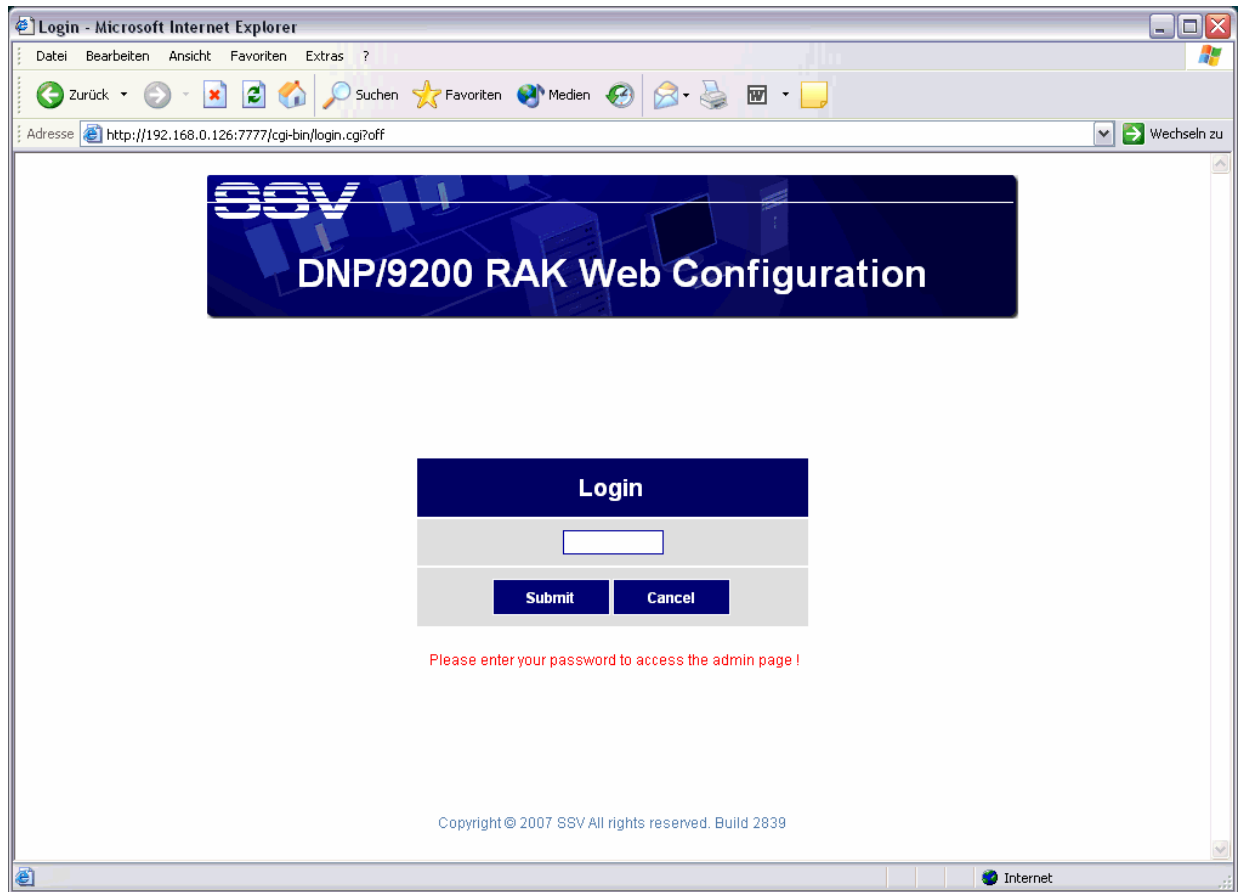 Login - Microsoft Internet Explorer
Datei Bearbeiten Ansicht Favoriten Extras ?
Zurück Suchen Favoriten Medien
Adresse http://192.168.0.126:7777/cgi-bin/login.cgi?off Wechseln zu
SSV
DNP/9200 RAK Web Configuration
Login
Submit Cancel
Please enter your password to access the admin page !
Copyright © 2007 SSV All rights reserved. Build 2839
Internet